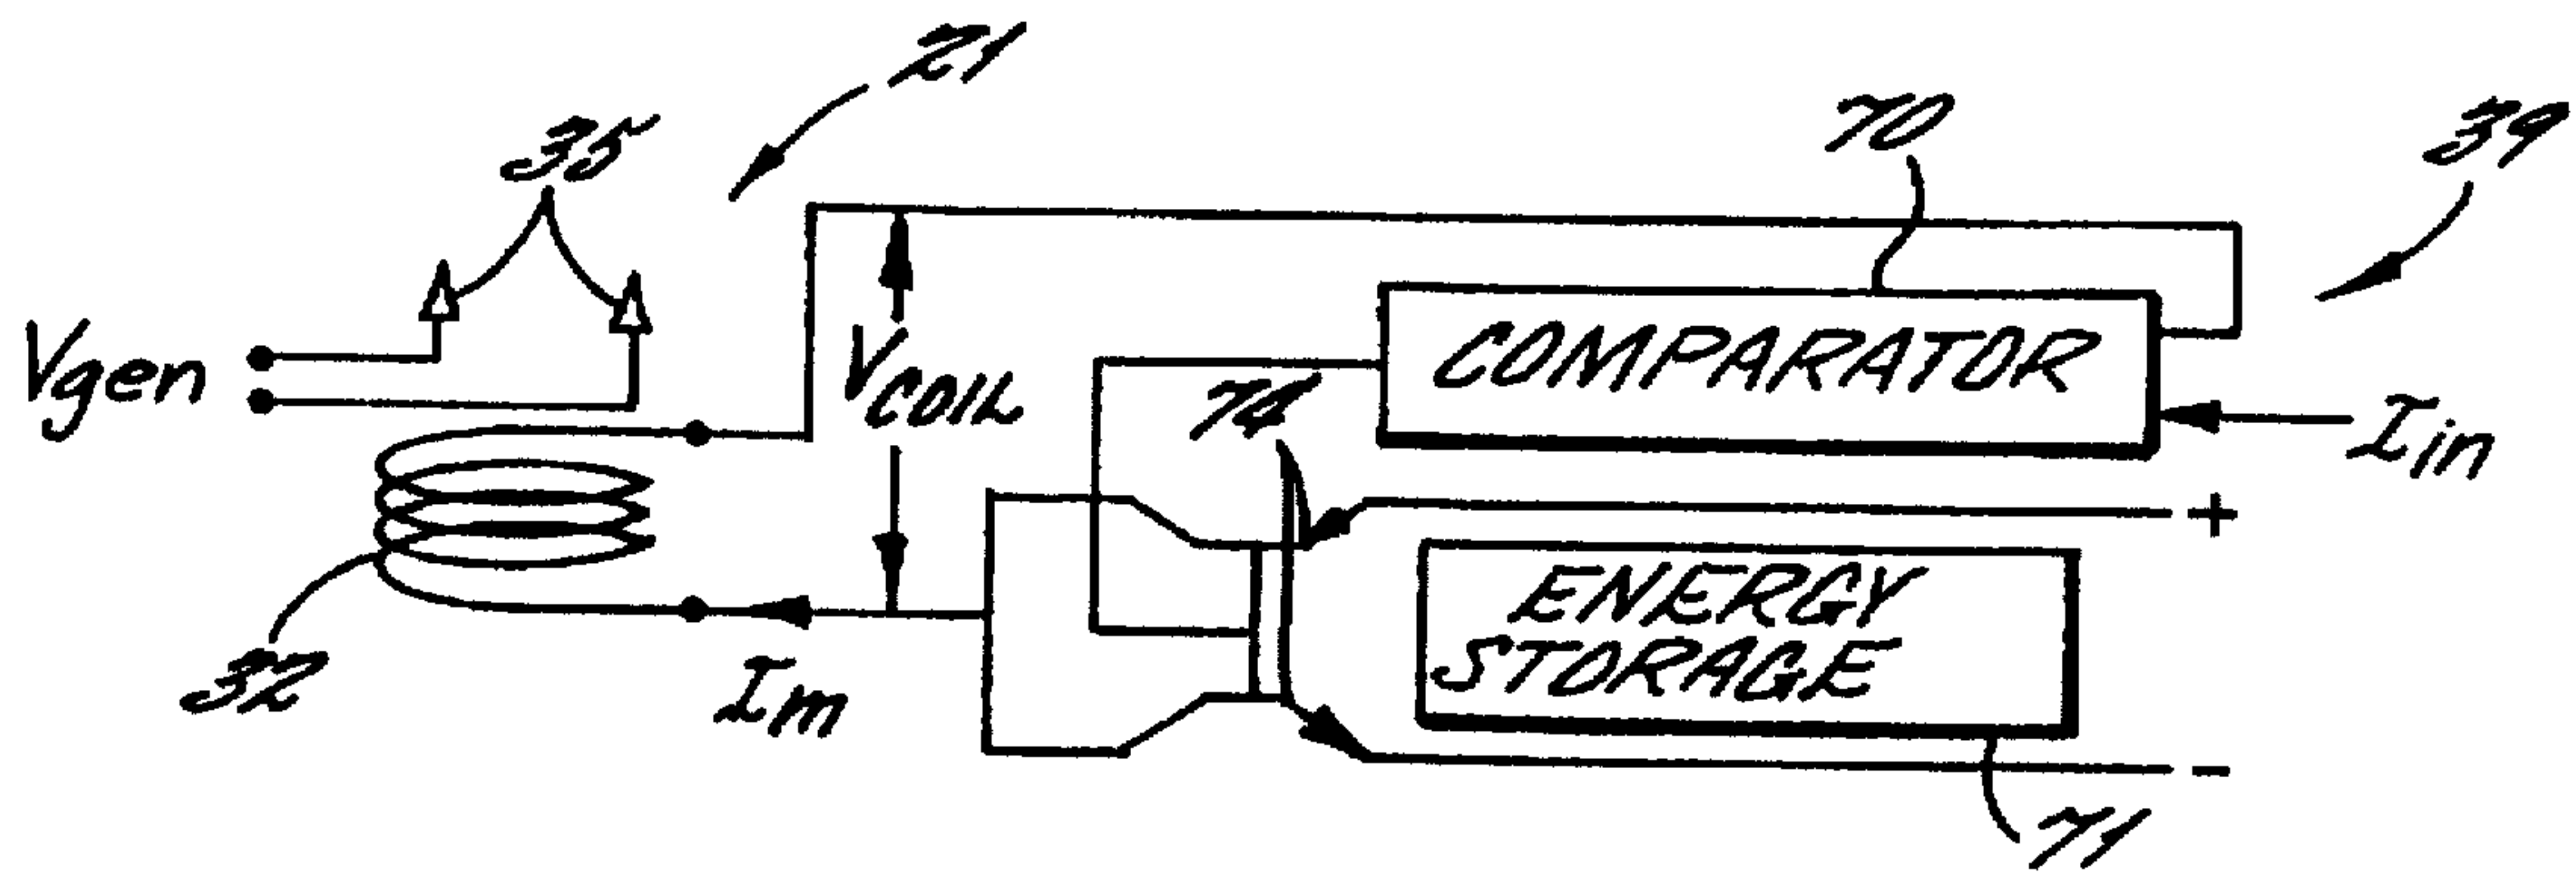 21
35
70
39
Vgen
VCOIL
COMPARATOR
74
Iin
+
ENERGY
STORAGE
32
Im
-
71